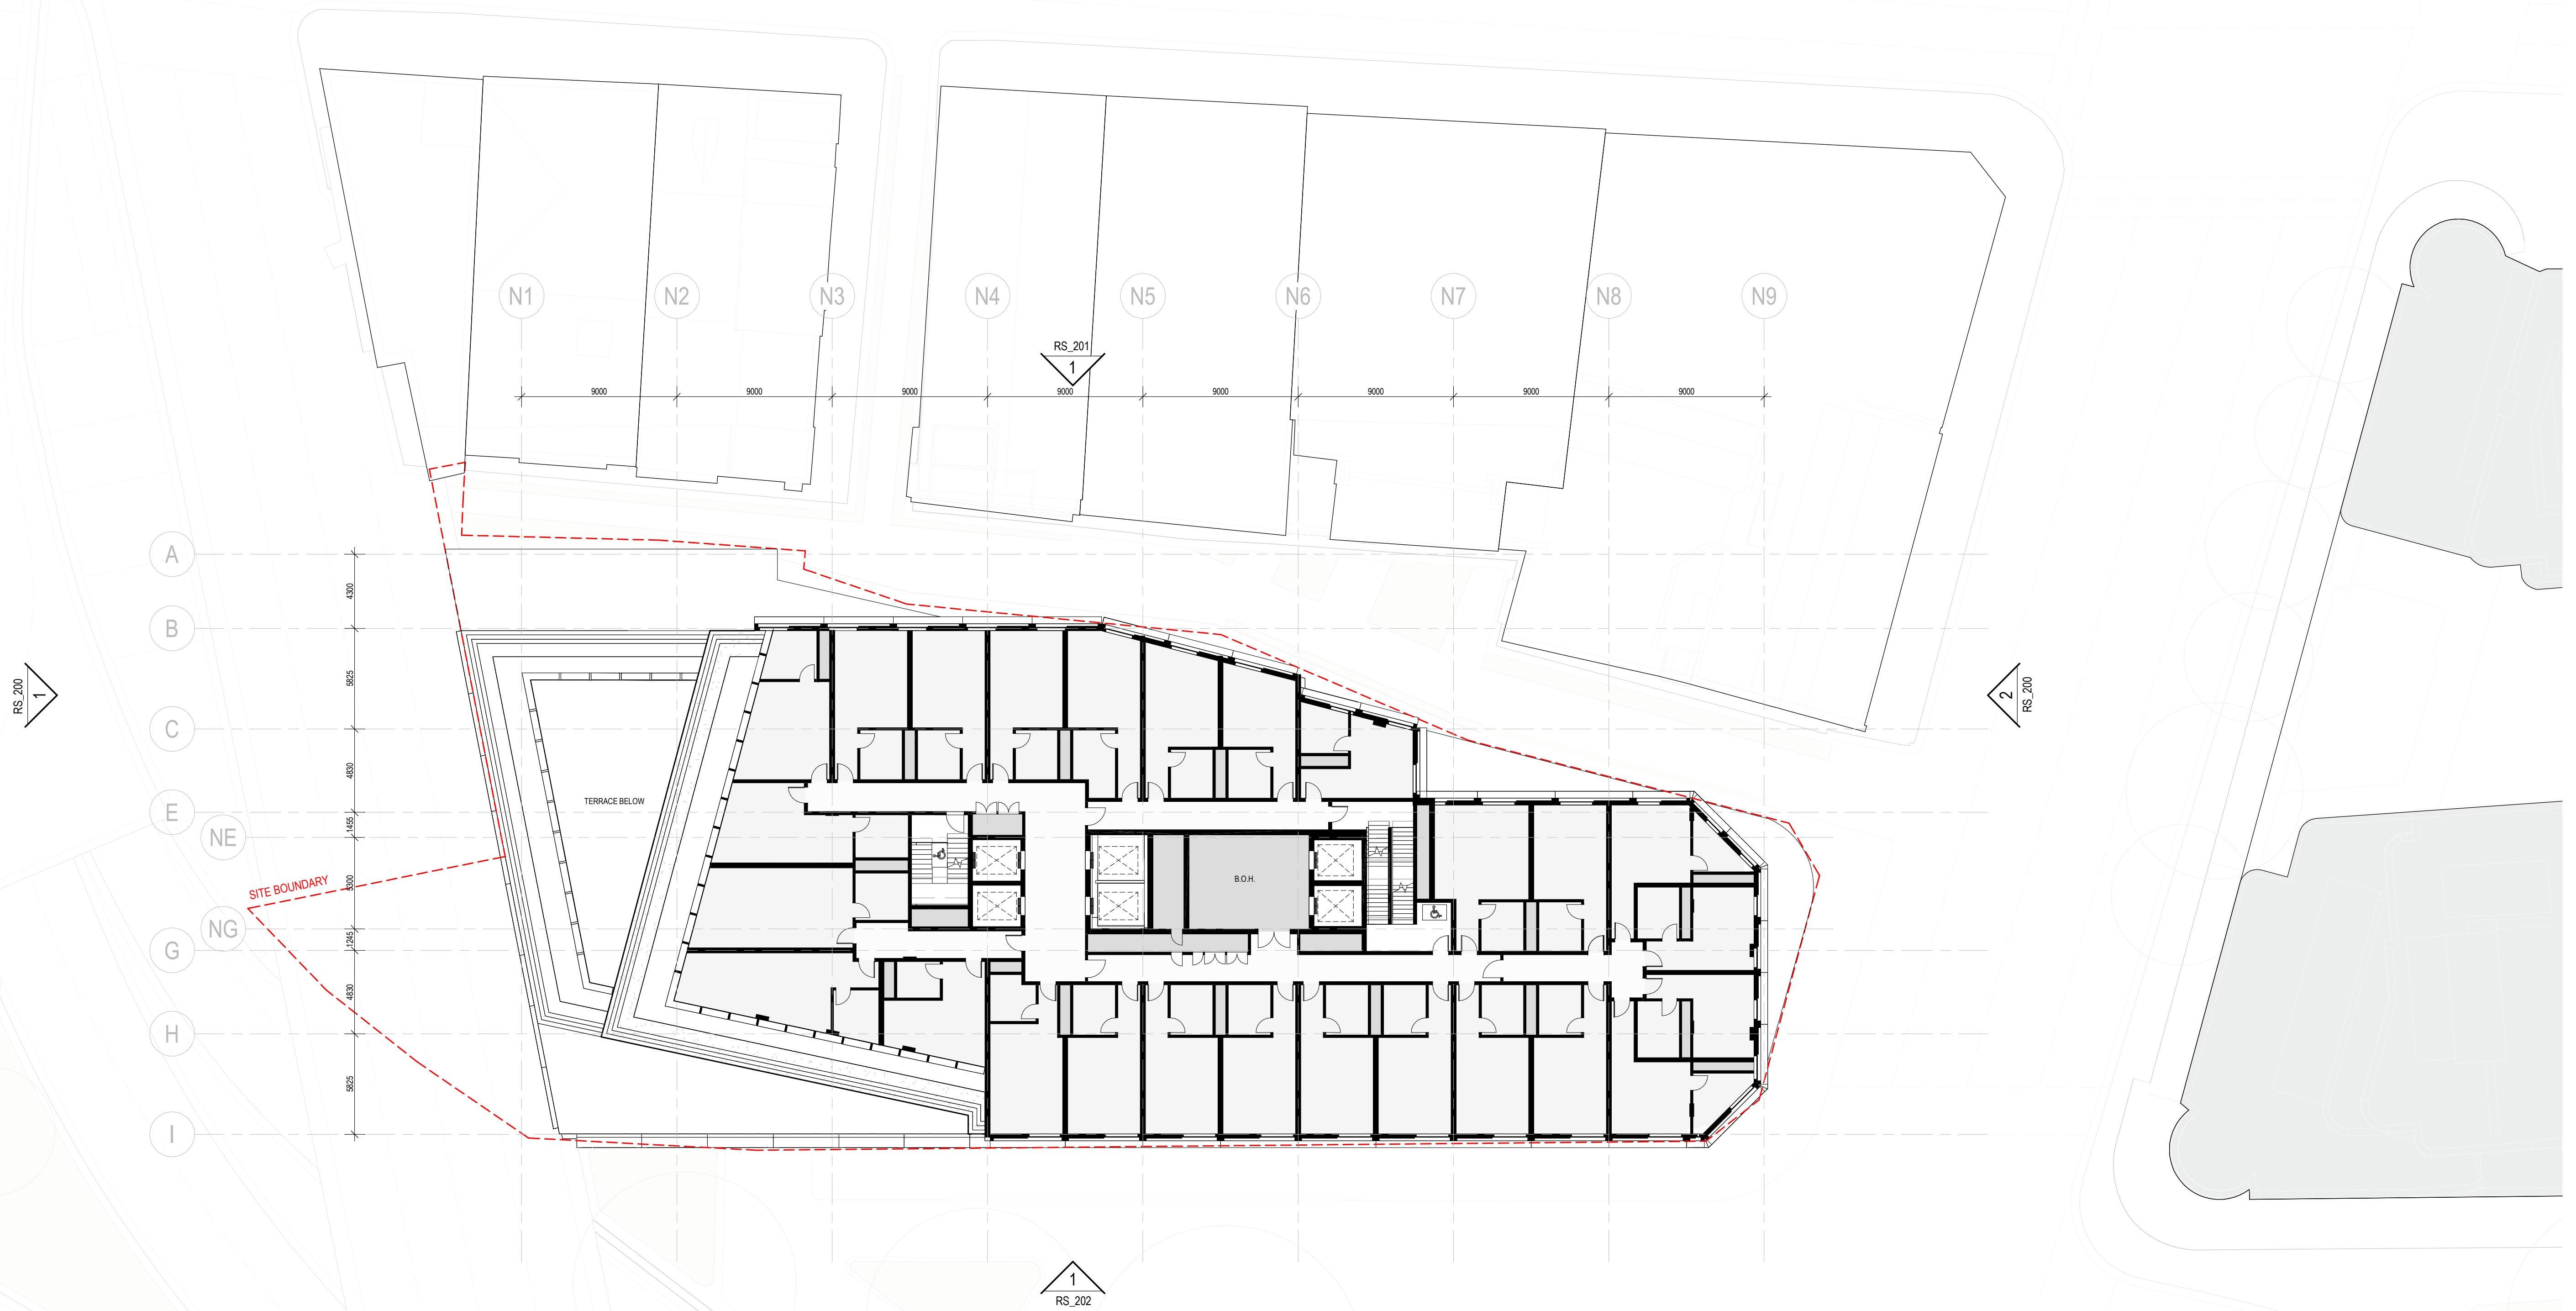 N1 N2 N3 N4 N5 N6 N7 N8 N9
RS_201
1
9000 9000 9000 9000 9000 9000 9000 9000
A
4300
B
5825
RS_200
1
2
RS_200
C
4830
TERRACE BELOW
E
1455
NE
B.O.H.
5300
SITE BOUNDARY
NG
1245
G
4830
H
5825
I
1
RS_202